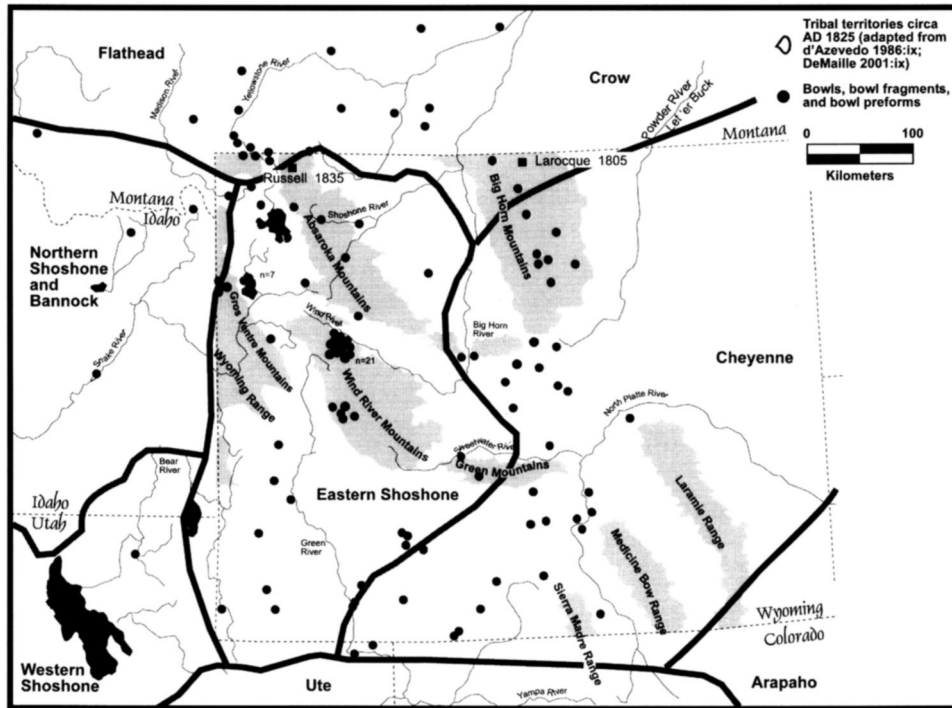 Tribal territories circa
AD 1825 (adapted from
d'Azevedo 1986:ix;
DeMaille 2001:ix)
Bowls, bowl fragments,
and bowl preforms
0 100
Kilometers
Flathead
Madison River
Yellowstone River
Crow
Powder River
Lef 'er Buck
Montana
Larocque 1805
Russell 1835
Big Horn Mountains
Montana
Idaho
Shoshone River
Absaroka Mountains
Northern
Shoshone
and
Bannock
n=7
Gros Ventre Mountains
Wind River
Big Horn
River
Snake River
Wyoming Range
n=21
Wind River Mountains
Cheyenne
North Platte River
Sweetwater River
Green Mountains
Bear
River
Eastern Shoshone
Laramie Range
Idaho
Utah
Green
River
Medicine Bow Range
Sierra Madre Range
Wyoming
Colorado
Western
Shoshone
Ute
Yampa River
Arapaho